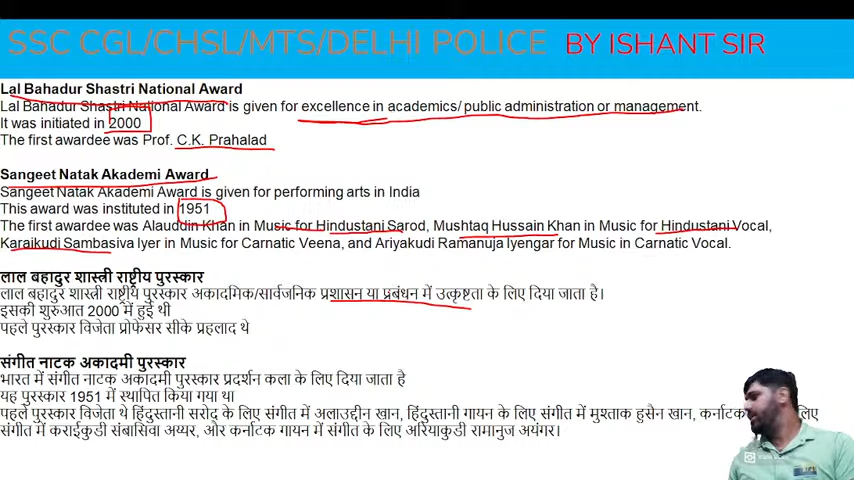 SSC CGL/CHSL/MTS/DELHI POLICE BY ISHANT SIR
Lal Bahadur Shastri National Award
Lal Bahadur Shastri National Award is given for excellence in academics/ public administration or management.
It was initiated in 2000
The first awardee was Prof. C.K. Prahalad
Sangeet Natak Akademi Award
Sangeet Natak Akademi Award is given for performing arts in India
This award was instituted in 1951
The first awardee was Alauddin Khan in Music for Hindustani Sarod, Mushtaq Hussain Khan in Music for Hindustani Vocal,
Karaikudi Sambasiva Iyer in Music for Carnatic Veena, and Ariyakudi Ramanuja Iyengar for Music in Carnatic Vocal.
लाल बहादुर शास्त्री राष्ट्रीय पुरस्कार
लाल बहादुर शास्त्री राष्ट्रीय पुरस्कार अकादमिक/सार्वजनिक प्रशासन या प्रबंधन में उत्कृष्टता के लिए दिया जाता है।
इसकी शुरुआत 2000 में हुई थी
पहले पुरस्कार विजेता प्रोफेसर सीके प्रहलाद थे
संगीत नाटक अकादमी पुरस्कार
भारत में संगीत नाटक अकादमी पुरस्कार प्रदर्शन कला के लिए दिया जाता है
यह पुरस्कार 1951 में स्थापित किया गया था
पहले पुरस्कार विजेता थे हिंदुस्तानी सरोद के लिए संगीत में अलाउद्दीन खान, हिंदुस्तानी गायन के लिए संगीत में मुश्ताक हुसैन खान, लिए
संगीत में कराईकुडी संबासिवा अय्यर, और कर्नाटक गायन में संगीत के लिए अरियाकुडी रामानुज अयंगर।